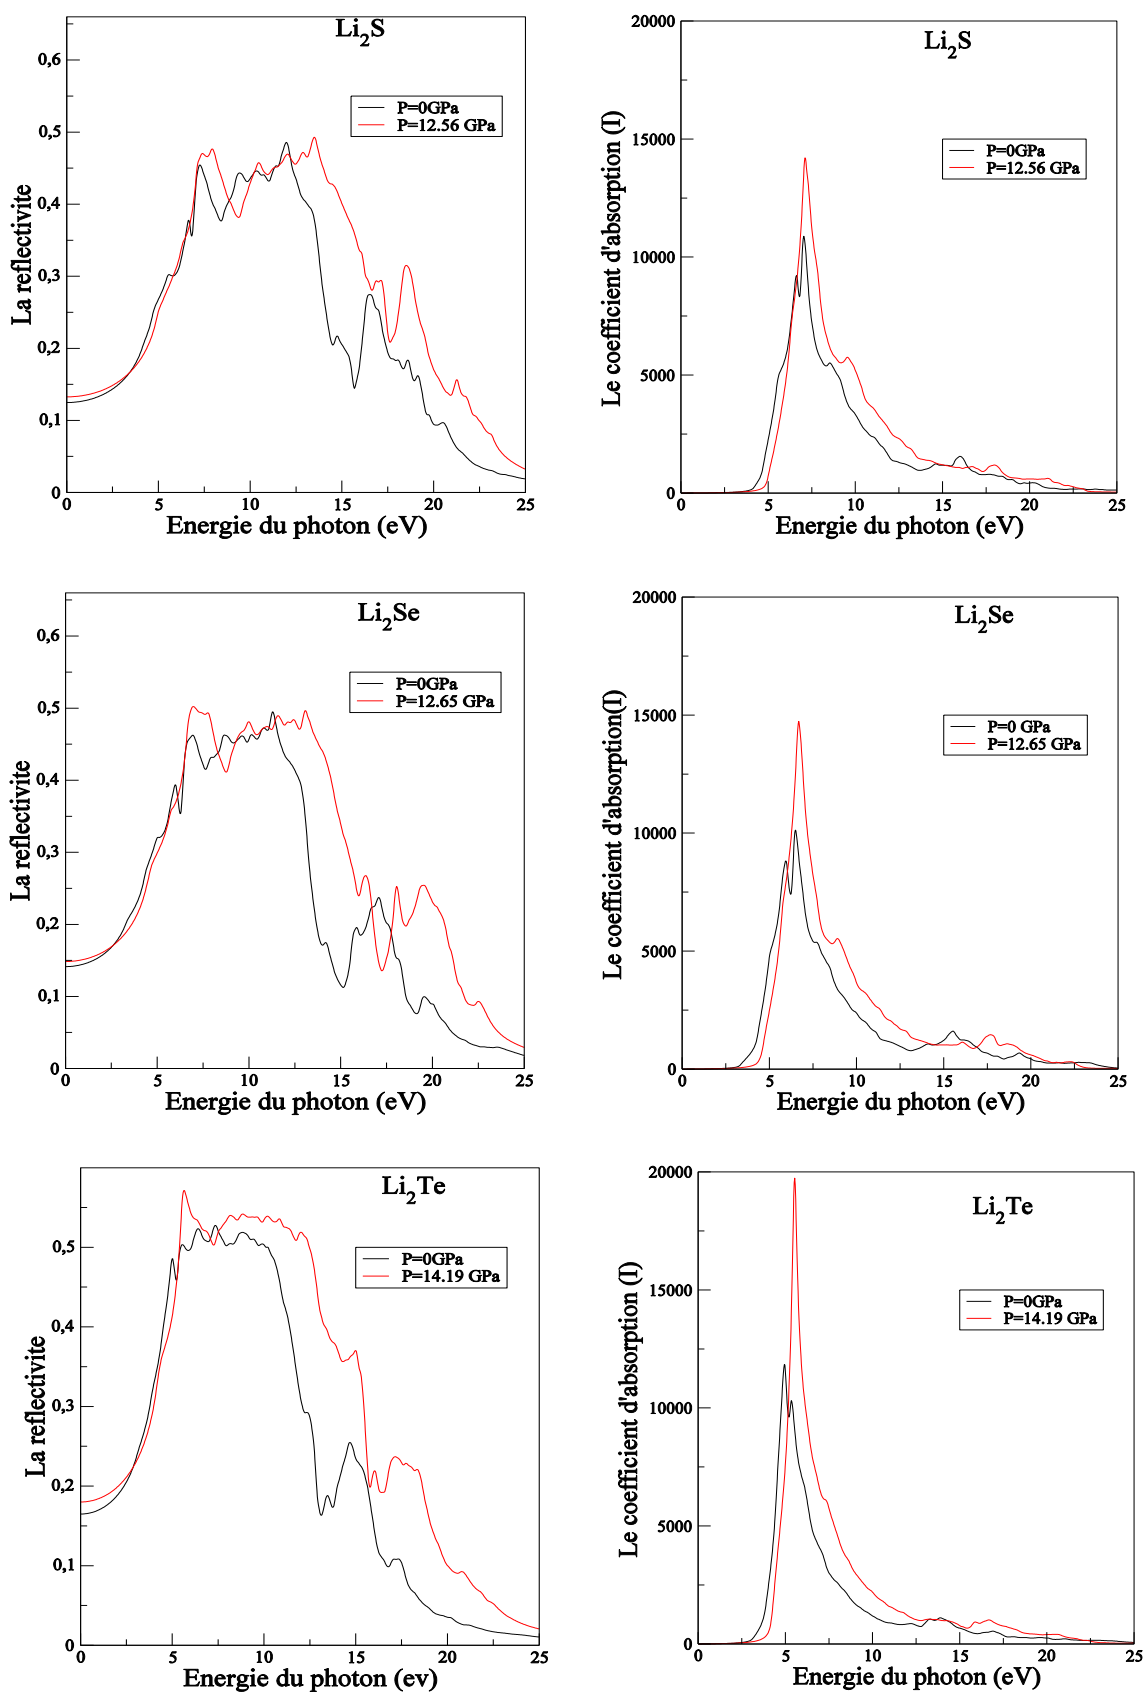 Li2S
0,6
0,5
0,4
0,3
0,2
0,1
0
P=0GPa
P=12.56 GPa
La reflectivite
0 5 10 15 20 25
Energie du photon (eV)
Li2S
20000
15000
10000
5000
0
P=0GPa
P=12.56 GPa
Le coefficient d'absorption (I)
0 5 10 15 20 25
Energie du photon (eV)
Li2Se
0,6
0,5
0,4
0,3
0,2
0,1
0
P=0GPa
P=12.65 GPa
La reflectivite
0 5 10 15 20 25
Energie du photon (eV)
Li2Se
20000
15000
10000
5000
0
P=0 GPa
P=12.65 GPa
Le coefficient d'absorption(I)
0 5 10 15 20 25
Energie du photon (eV)
Li2Te
0,5
0,4
0,3
0,2
0,1
0
P=0GPa
P=14.19 GPa
La reflectivite
0 5 10 15 20 25
Energie du photon (ev)
Li2Te
20000
15000
10000
5000
0
P=0GPa
P=14.19 GPa
Le coefficient d'absorption (I)
0 5 10 15 20 25
Energie du photon (eV)